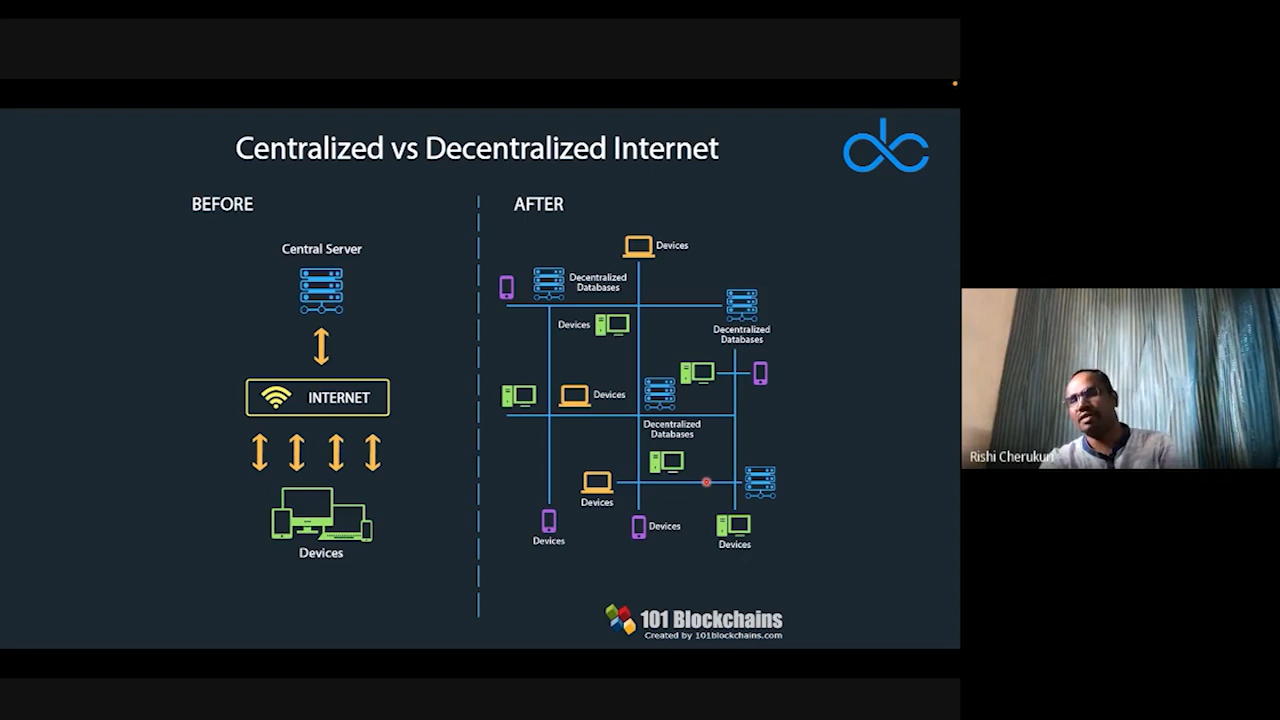 Centralized vs Decentralized Internet
BEFORE
Central Server
INTERNET
Devices
AFTER
Devices
Decentralized
Databases
Devices
Decentralized
Databases
Devices
Decentralized
Databases
Devices
Devices
Devices
Devices
101 Blockchains
Created by 101blockchains.com
Rishi Cherukuri